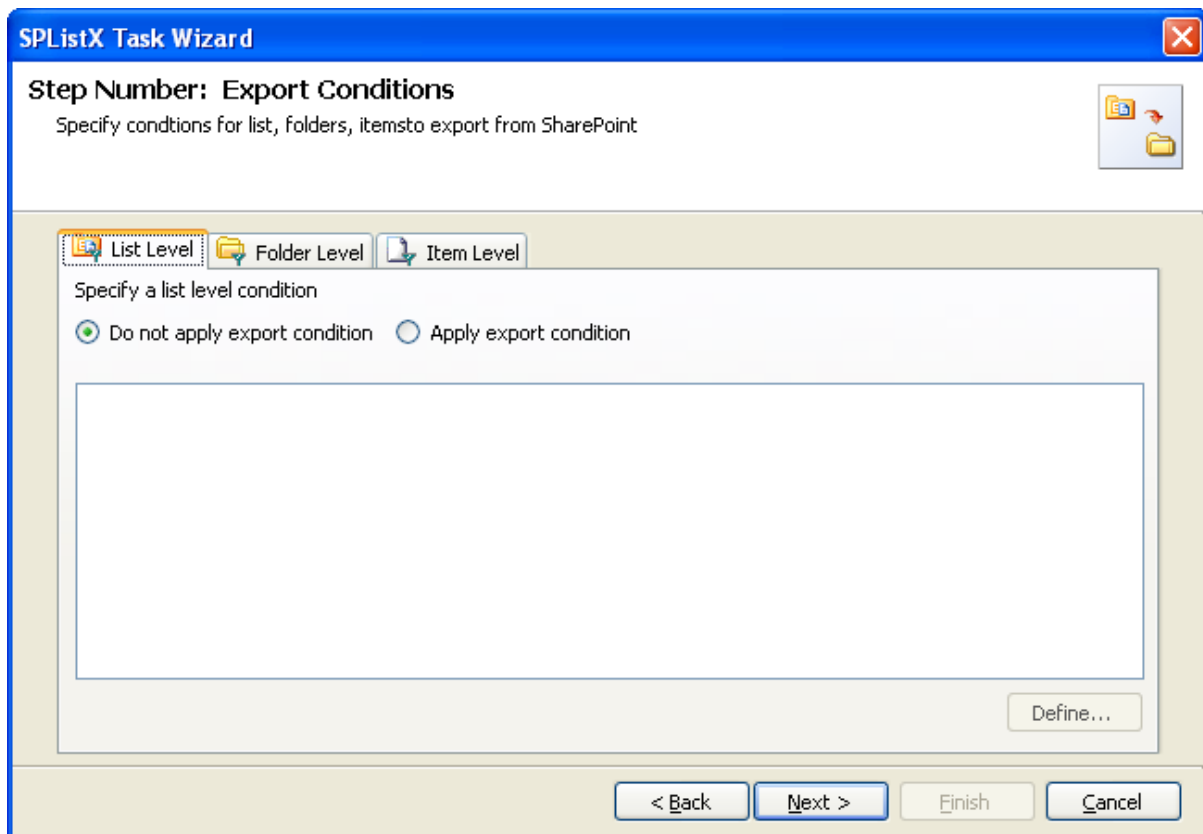 SPListX Task Wizard
Step Number: Export Conditions
Specify condtions for list, folders, itemsto export from SharePoint
List Level Folder Level Item Level
Specify a list level condition
Do not apply export condition Apply export condition
Define...
< Back Next > Finish Cancel